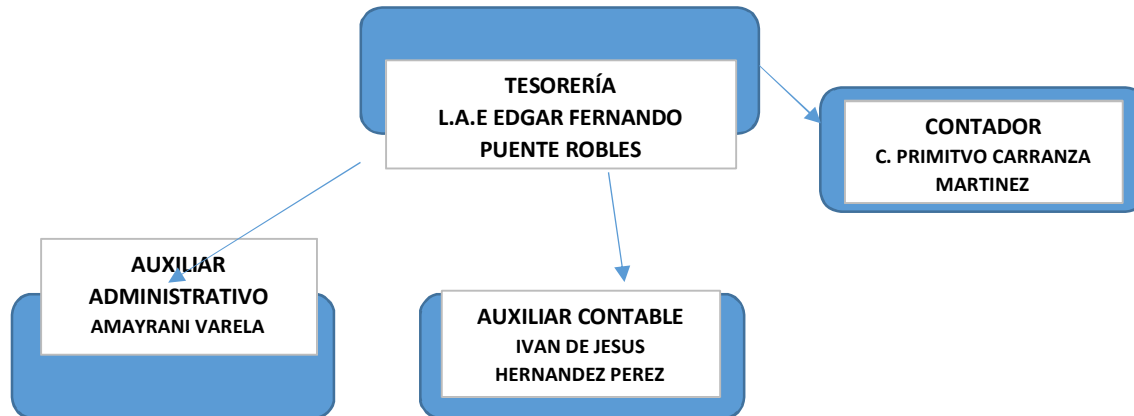 TESORERÍA
L.A.E EDGAR FERNANDO
PUENTE ROBLES
CONTADOR
C. PRIMITVO CARRANZA
MARTINEZ
AUXILIAR
ADMINISTRATIVO
AMAYRANI VARELA
AUXILIAR CONTABLE
IVAN DE JESUS
HERNANDEZ PEREZ